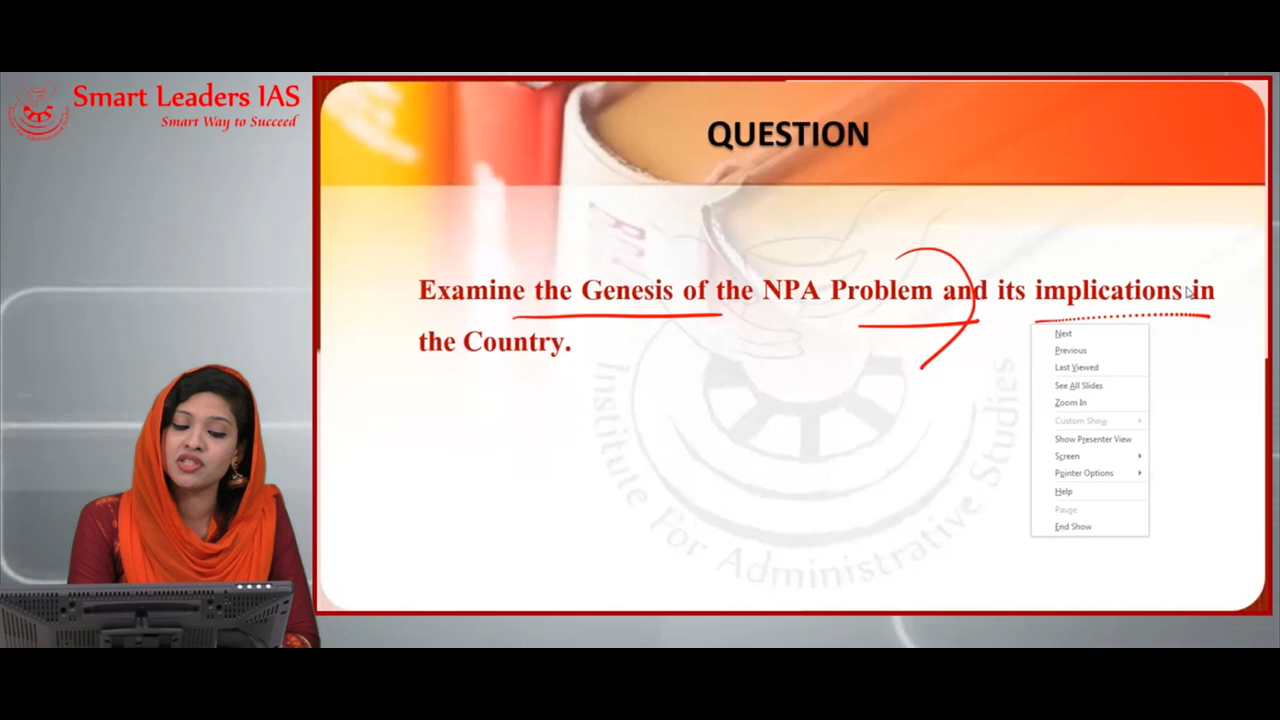 Smart Leaders IAS
Smart Way to Succeed
QUESTION
Examine the Genesis of the NPA Problem and its implications in
the Country.
Next
Previous
Last Viewed
See All Slides
Zoom In
Custom Show
Show Presenter View
Screen
Pointer Options
Help
Pause
End Show
Institute For Administrative Studies